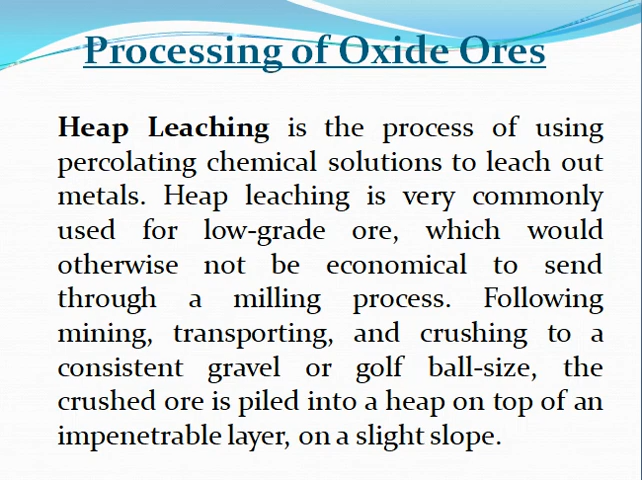 Processing of Oxide Ores
Heap Leaching is the process of using
percolating chemical solutions to leach out
metals. Heap leaching is very commonly
used for low-grade ore, which would
otherwise not be economical to send
through a milling process. Following
mining, transporting, and crushing to a
consistent gravel or golf ball-size, the
crushed ore is piled into a heap on top of an
impenetrable layer, on a slight slope.